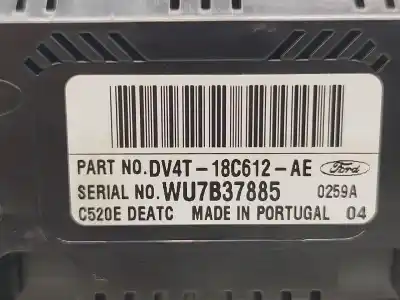 PART NO. DV4T-18C612-AE Ford
SERIAL NO. WU7B37885 0259A
C520E DEATC MADE IN PORTUGAL 04